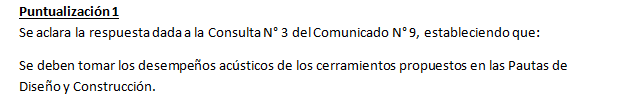 Puntualización 1
Se aclara la respuesta dada a la Consulta N° 3 del Comunicado N° 9, estableciendo que:
Se deben tomar los desempeños acústicos de los cerramientos propuestos en las Pautas de
Diseño y Construcción.